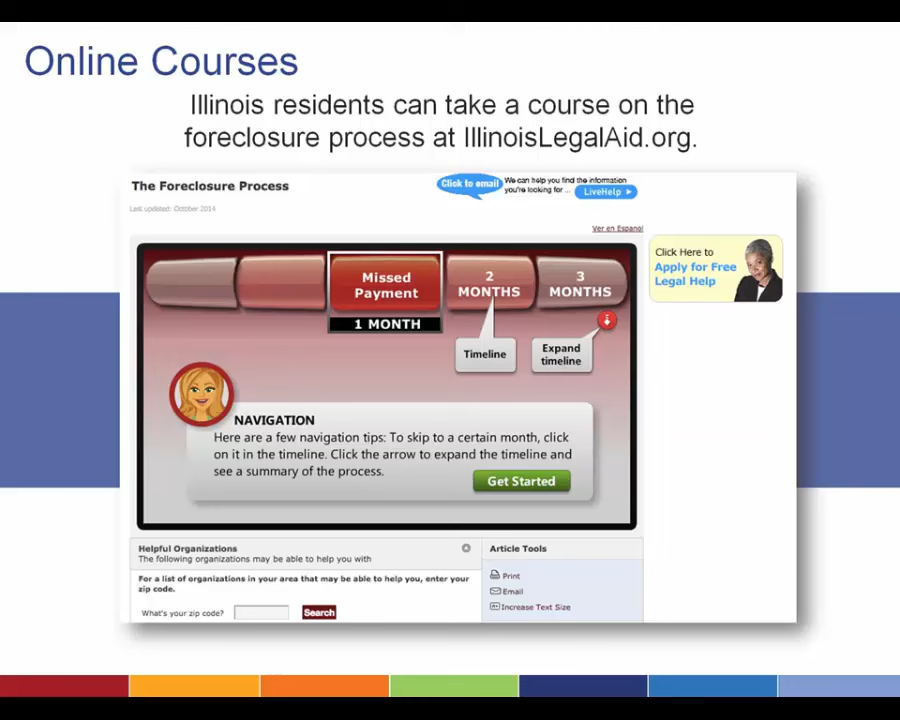 Online Courses
Illinois residents can take a course on the
foreclosure process at IllinoisLegalAid.org.
The Foreclosure Process
Last updated: October 2014
Click to email
We can help you find the information
you're looking for ...
LiveHelp
Ver en Espanol
Click Here to
Apply for Free
Legal Help
Missed
Payment
1 MONTH
2
MONTHS
3
MONTHS
Timeline
Expand
timeline
NAVIGATION
Here are a few navigation tips: To skip to a certain month, click
on it in the timeline. Click the arrow to expand the timeline and
see a summary of the process.
Get Started
Helpful Organizations
The following organizations may be able to help you with
For a list of organizations in your area that may be able to help you, enter your
zip code.
What's your zip code?
Search
Article Tools
Print
Email
Increase Text Size